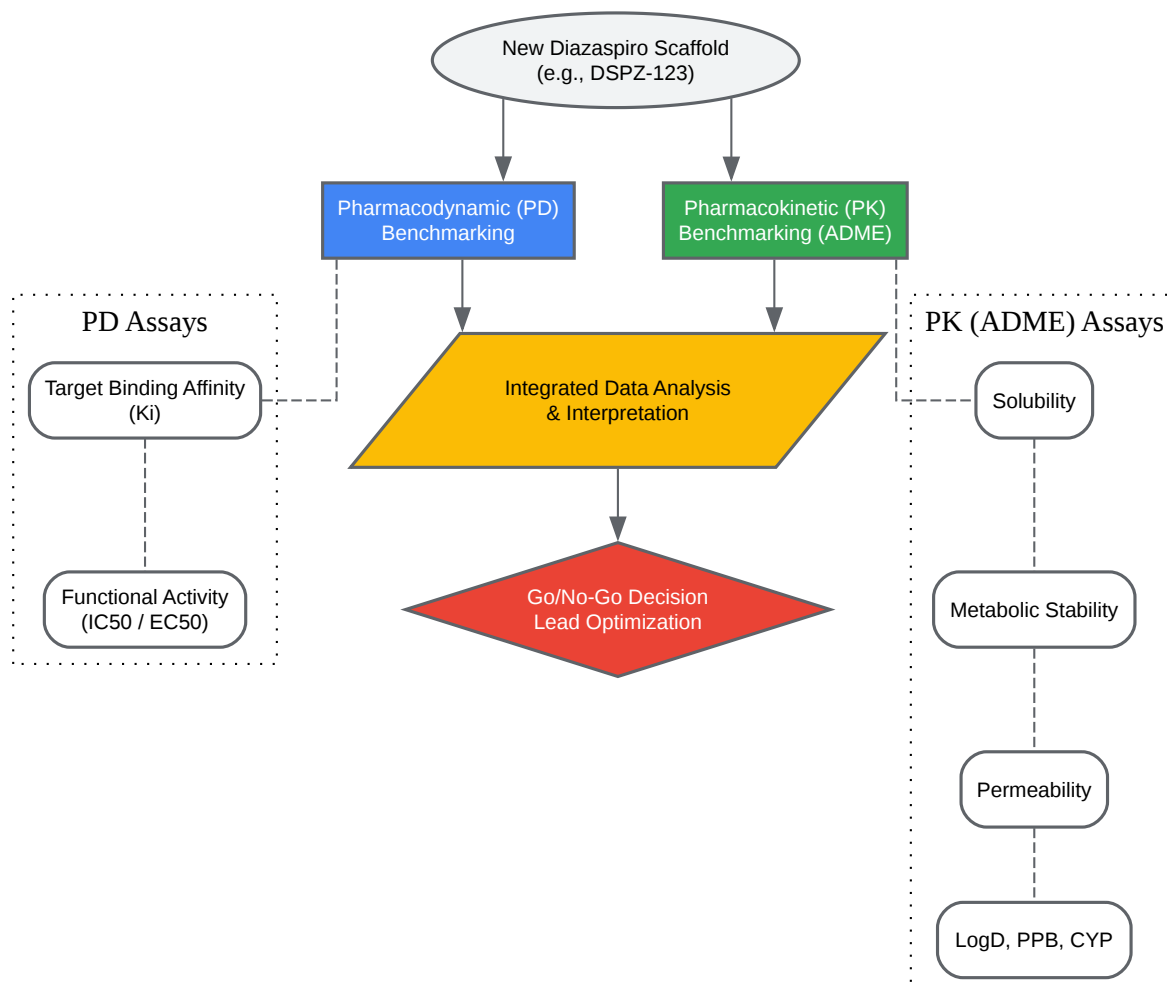 New Diazaspiro Scaffold
(e.g., DSPZ-123)
Pharmacodynamic (PD)
Benchmarking
Pharmacokinetic (PK)
Benchmarking (ADME)
PD Assays
Target Binding Affinity
(Ki)
Functional Activity
(IC50 / EC50)
Integrated Data Analysis
& Interpretation
Go/No-Go Decision
Lead Optimization
PK (ADME) Assays
Solubility
Metabolic Stability
Permeability
LogD, PPB, CYP